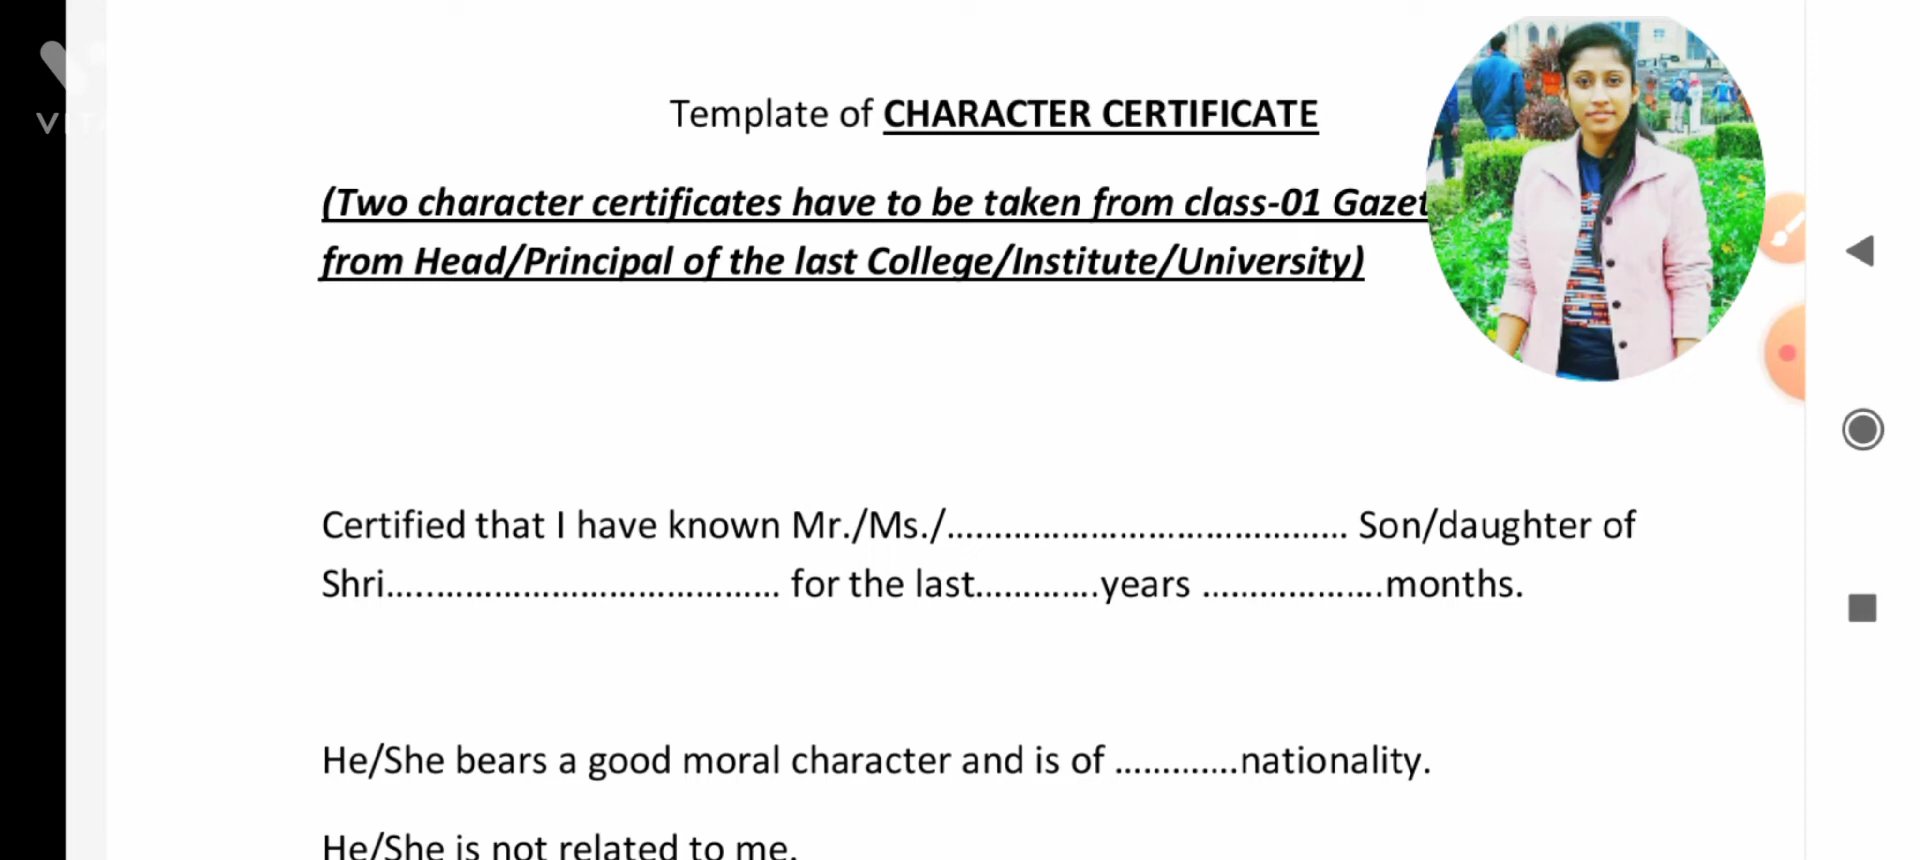 VITA
Template of CHARACTER CERTIFICATE
(Two character certificates have to be taken from class-01
from Head/Principal of the last College/Institute/University)
Certified that I have known Mr./Ms./.......................................... Son/daughter of
Shri......................................... for the last.............years ...................months.
He/She bears a good moral character and is of .............nationality.
He/She is not related to me.